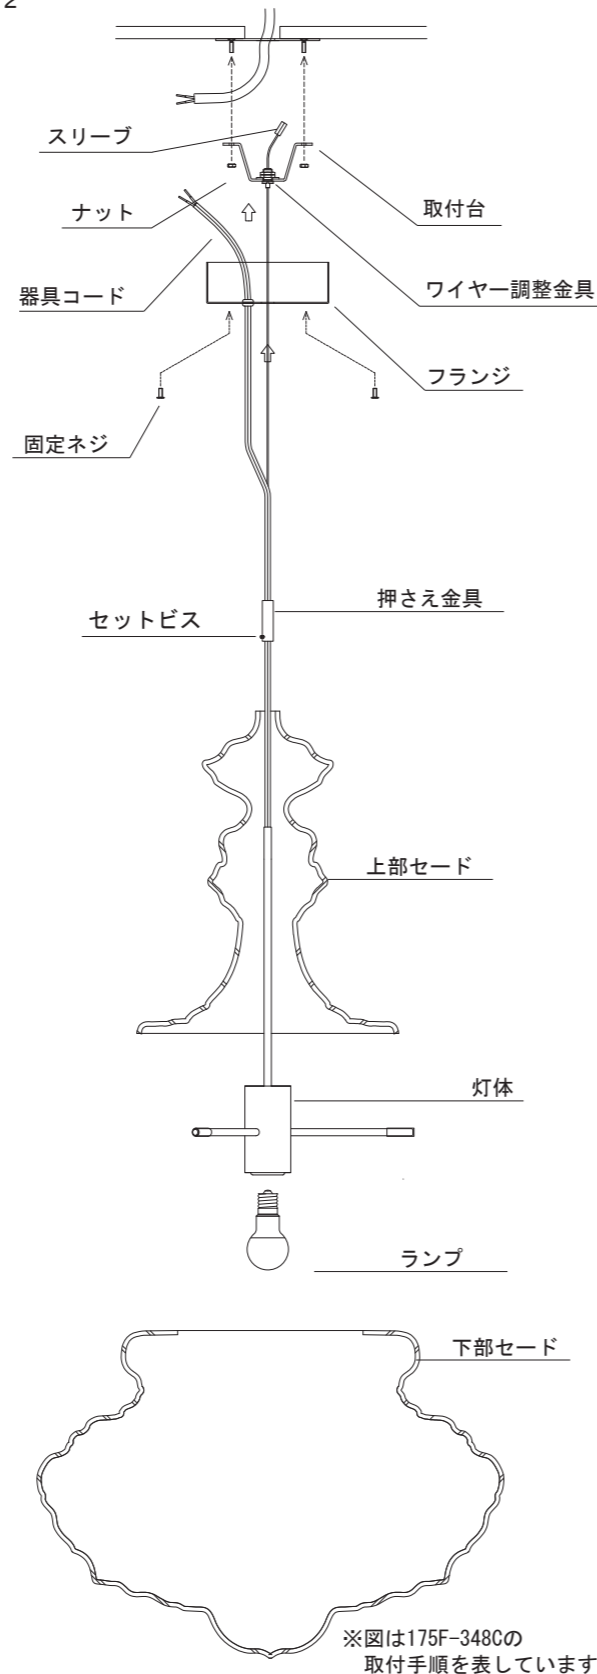 2
スリーブ
ナット
取付台
器具コード
ワイヤー調整金具
フランジ
固定ネジ
押さえ金具
セットビス
上部セード
灯体
ランプ
下部セード
※図は175F-348Cの
取付手順を表しています